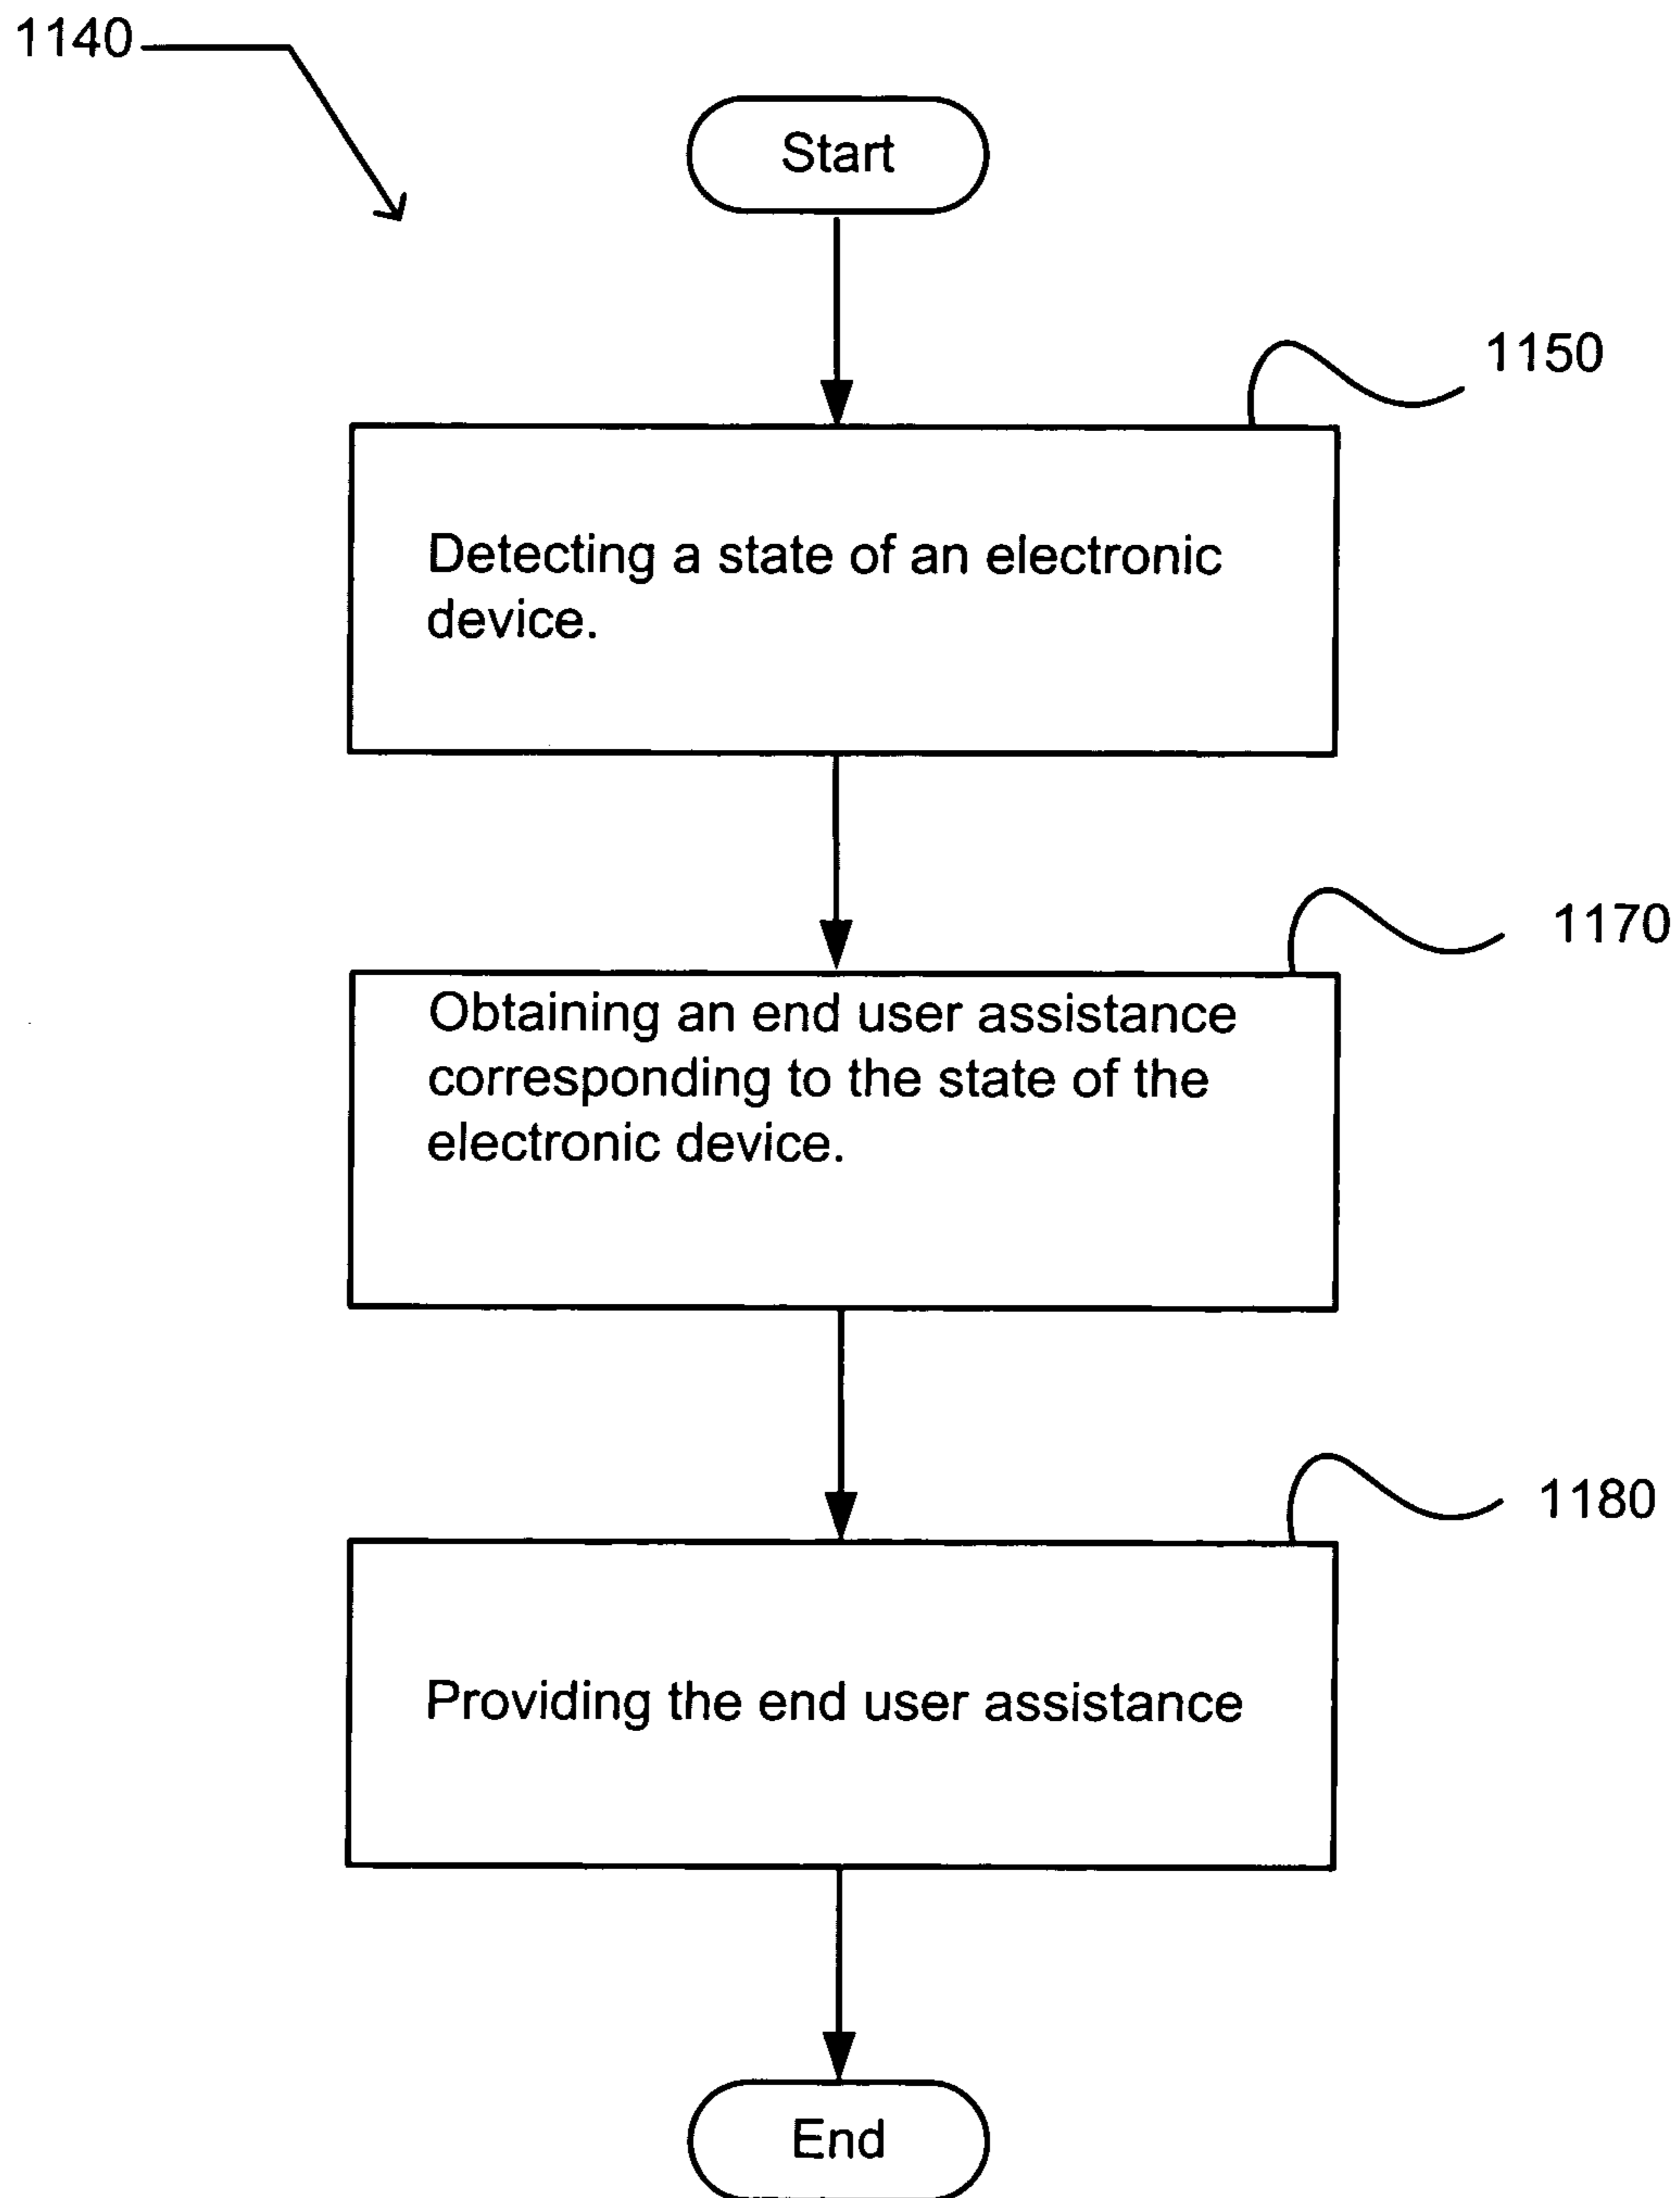 1140
Start
1150
Detecting a state of an electronic
device.
1170
Obtaining an end user assistance
corresponding to the state of the
electronic device.
1180
Providing the end user assistance
End